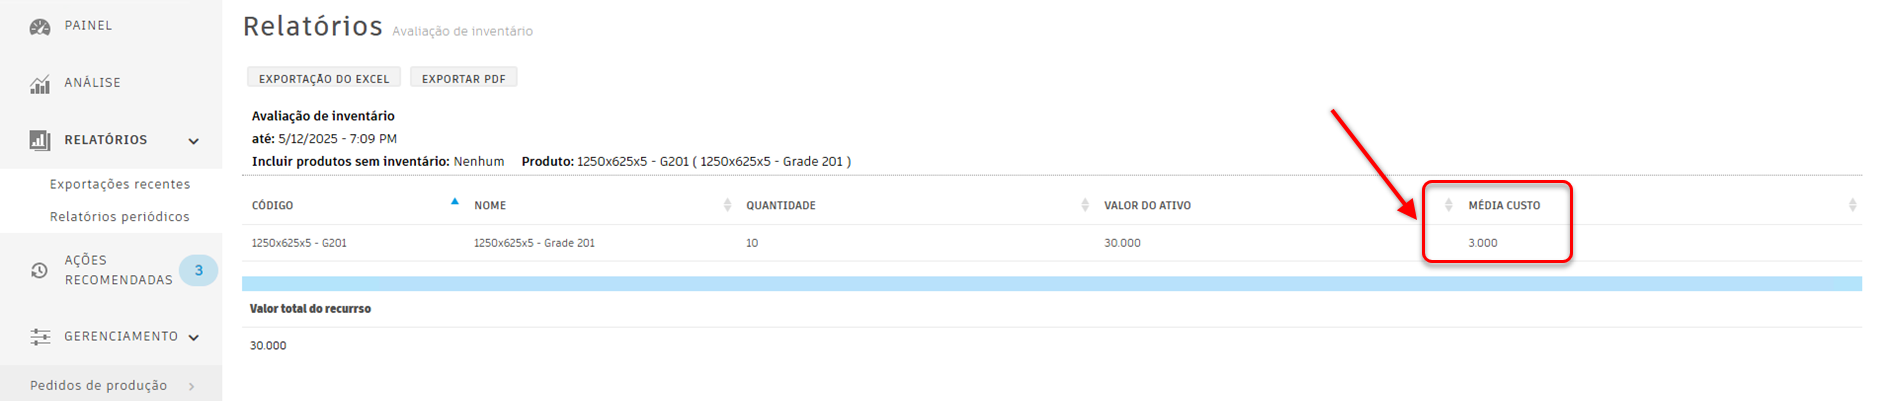 PAINEL
ANÁLISE
RELATÓRIOS
Exportações recentes
Relatórios periódicos
AÇÕES
RECOMENDADAS 3
GERENCIAMENTO
Pedidos de produção
Relatórios Avaliação de inventário
EXPORTAÇÃO DO EXCEL EXPORTAR PDF
Avaliação de inventário
até: 5/12/2025 - 7:09 PM
Incluir produtos sem inventário: Nenhum Produto: 1250x625x5 - G201 ( 1250x625x5 - Grade 201 )
CÓDIGO NOME QUANTIDADE VALOR DO ATIVO MÉDIA CUSTO
1250x625x5 - G201 1250x625x5 - Grade 201 10 30.000 3.000
Valor total do recurrso
30.000